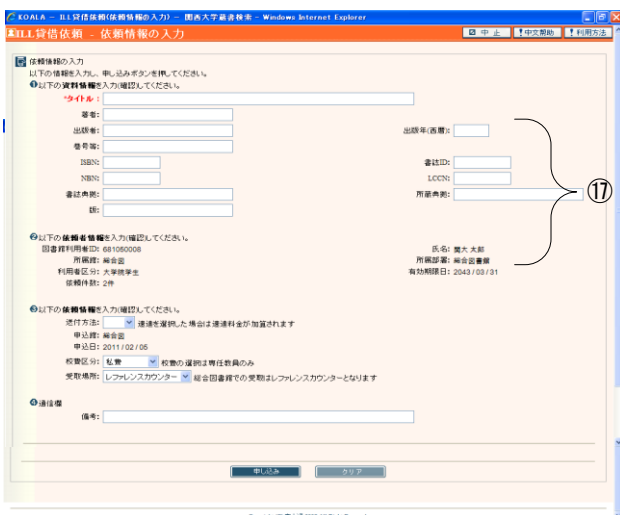 KOALA - ILL貸借依頼(依頼情報の入力) - 関西大学蔵書検索 - Windows Internet Explorer
ILL貸借依頼 - 依頼情報の入力
中止
中文幇助
利用方法
依頼情報の入力
以下の情報を入力し、申し込みボタンを押してください。
❶以下の資料情報を入力(確認)してください。
*タイトル:
著者:
出版者: 出版年(西暦):
巻号等:
ISBN: 書誌ID:
NBN: LCCN:
書誌典拠: 所蔵典拠:
版:
⑰
❷以下の依頼者情報を入力(確認)してください。
図書館利用者ID: 681060008 氏名: 関大 太郎
所属館: 総合図 所属部署: 総合図書館
利用者区分: 大学院学生 有効期限日: 2043/03/31
依頼件数: 2件
❸以下の依頼情報を入力(確認)してください。
送付方法: 速達を選択した場合は速達料金が加算されます
申込館: 総合図
申込日: 2011/02/05
校費区分: 私費 校費の選択は専任教員のみ
受取場所: レファレンスカウンター 総合図書館での受取はレファレンスカウンターとなります
❹通信欄
備考:
申し込み クリア